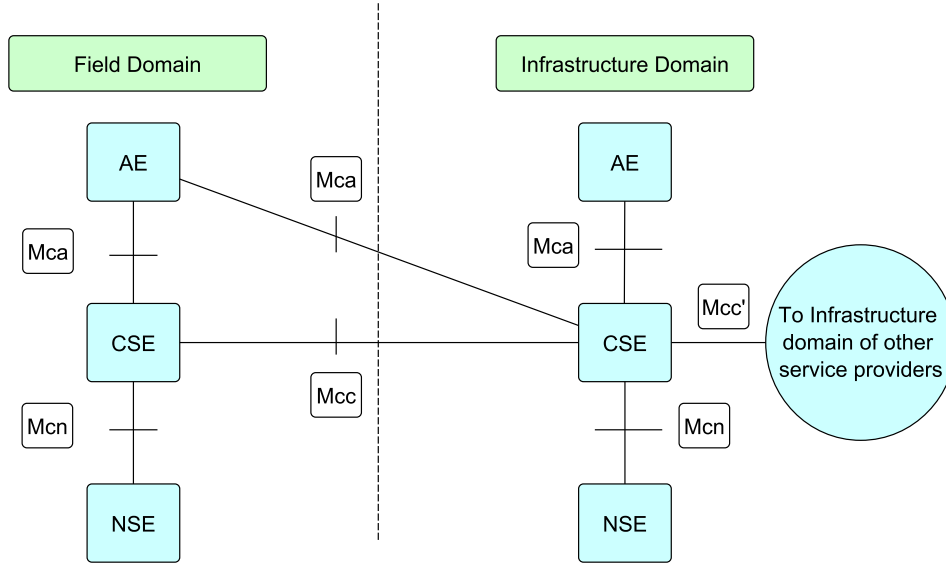 Field Domain
Infrastructure Domain
AE
Mca
AE
Mca
Mca
CSE
CSE
Mcc'
To Infrastructure
domain of other
service providers
Mcc
Mcn
Mcn
NSE
NSE